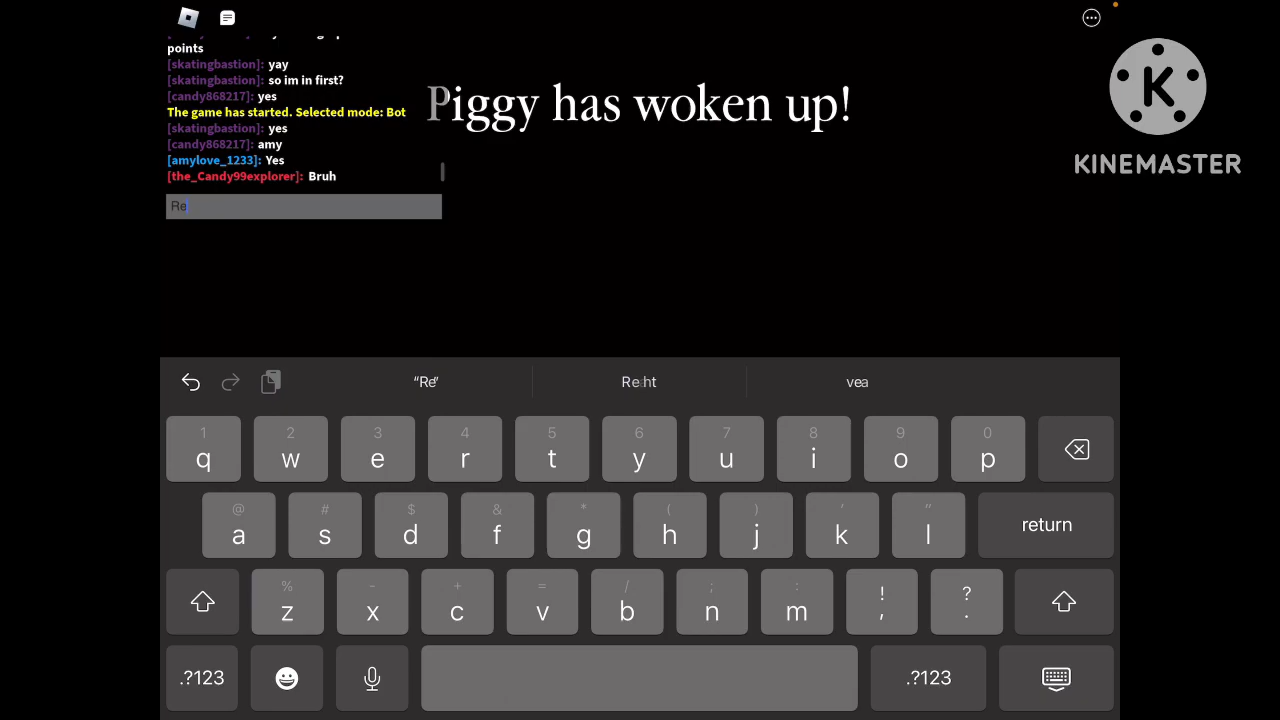 points
[skatingbastion]: yay
[skatingbastion]: so im in first?
[candy868217]: yes
The game has started. Selected mode: Bot
[skatingbastion]: yes
[candy868217]: amy
[amylove_1233]: Yes
[the_Candy99explorer]: Bruh
Re
Piggy has woken up!
KINEMASTER
"Re"
vea
1 2 3 4 5 6 7 8 9 0
q w e r t y u i o p
@ # $ & * ( ) ' "
a s d f g h j k l return
% - + = / ; : ! ?
z x c v b n m , .
.?123 .?123